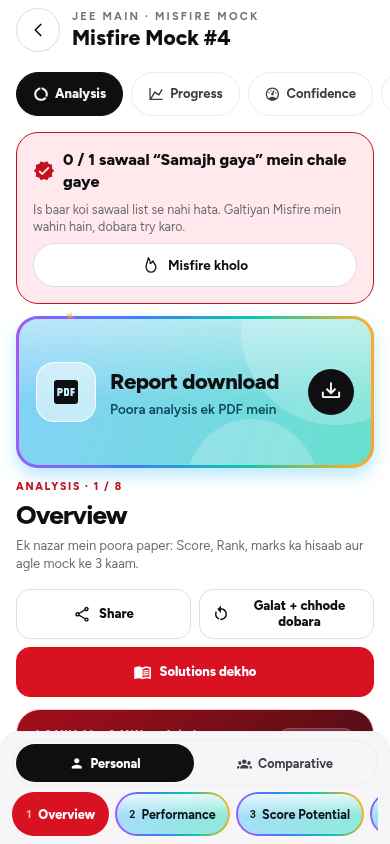 JEE MAIN · MISFIRE MOCK
Misfire Mock #4
Analysis
Progress
Confidence
0 / 1 sawaal “Samajh gaya” mein chale
gaye
Is baar koi sawaal list se nahi hata. Galtiyan Misfire mein
wahin hain, dobara try karo.
Misfire kholo
PDF
Report download
Poora analysis ek PDF mein
ANALYSIS · 1 / 8
Overview
Ek nazar mein poora paper: Score, Rank, marks ka hisaab aur
agle mock ke 3 kaam.
Share
Galat + chhode
dobara
Solutions dekho
Personal
Comparative
1 Overview
2 Performance
3 Score Potential